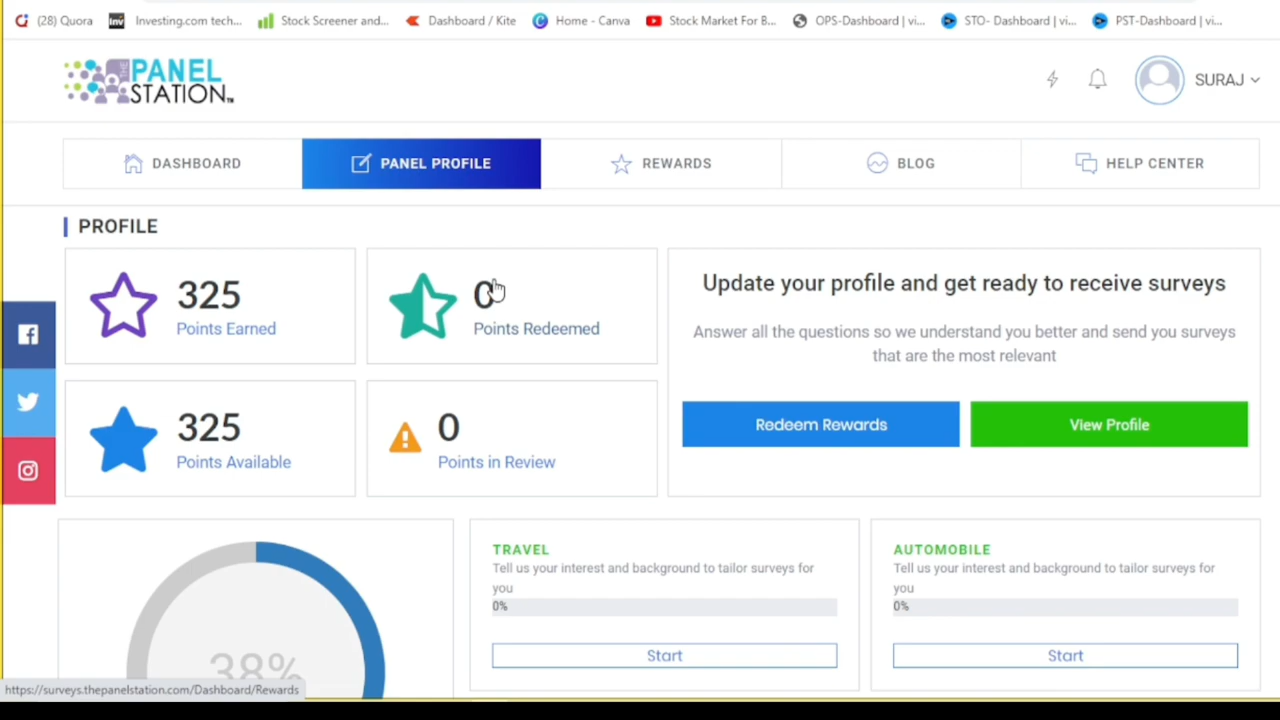 (28) Quora
Investing.com tech...
Stock Screener and...
Dashboard / Kite
Home - Canva
Stock Market For B...
OPS-Dashboard | vi...
STO- Dashboard | vi...
PST-Dashboard | vi...
THE PANEL
STATION™
SURAJ
DASHBOARD
PANEL PROFILE
REWARDS
BLOG
HELP CENTER
PROFILE
325
Points Earned
0
Points Redeemed
325
Points Available
0
Points in Review
Update your profile and get ready to receive surveys
Answer all the questions so we understand you better and send you surveys
that are the most relevant
Redeem Rewards
View Profile
38%
TRAVEL
Tell us your interest and background to tailor surveys for
you
0%
Start
AUTOMOBILE
Tell us your interest and background to tailor surveys for
you
0%
Start
https://surveys.thepanelstation.com/Dashboard/Rewards